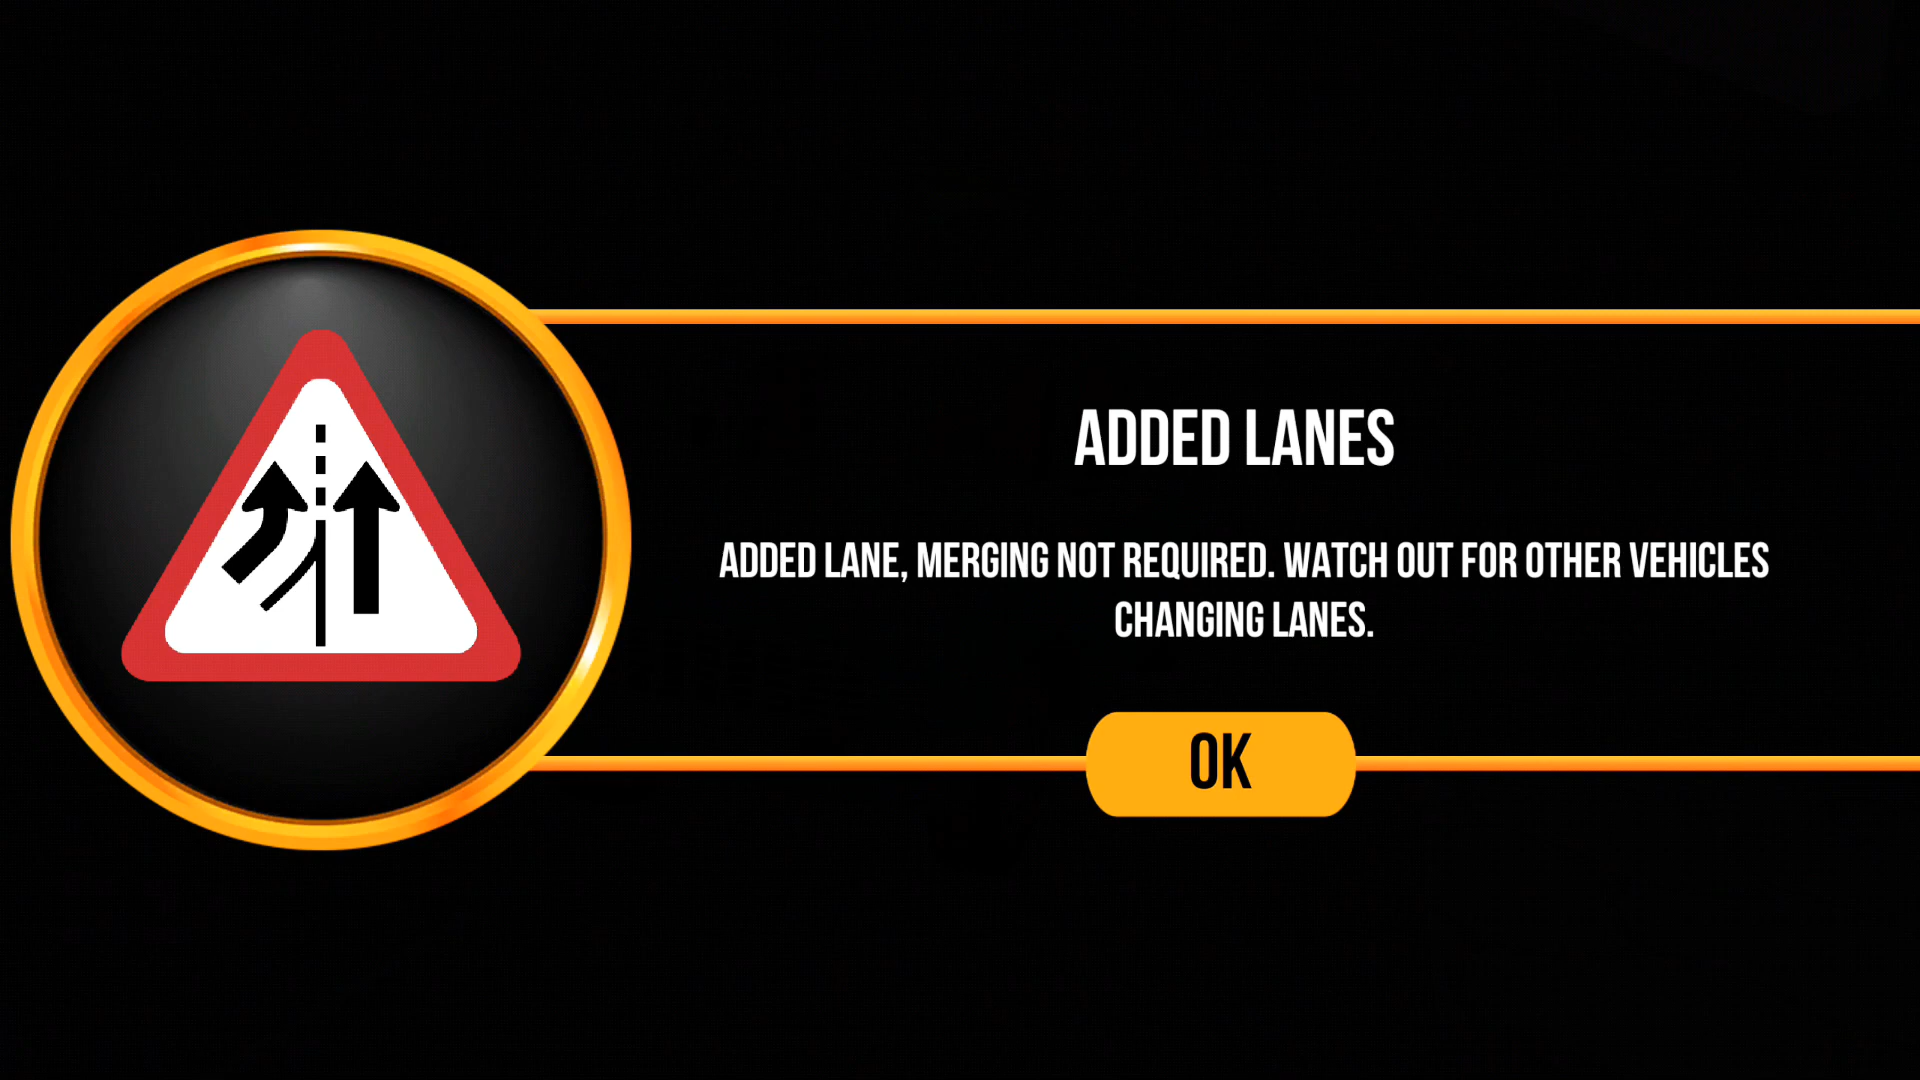 ADDED LANES
ADDED LANE, MERGING NOT REQUIRED. WATCH OUT FOR OTHER VEHICLES
CHANGING LANES.
OK